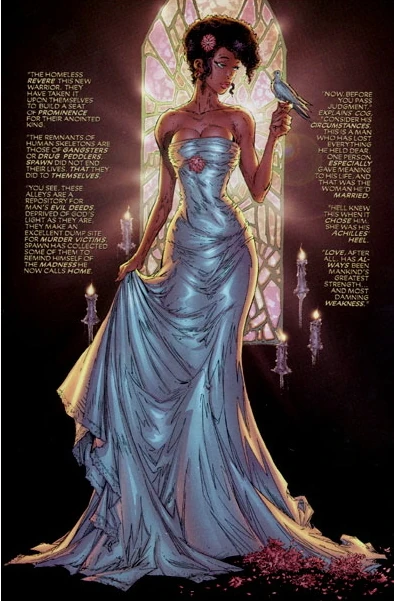 "THE HOMELESS
REVERE THIS NEW
WARRIOR. THEY
HAVE TAKEN IT
UPON THEMSELVES
TO BUILD A SEAT
OF PROMINENCE
FOR THEIR ANOINTED
KING.
"THE REMNANTS OF
HUMAN SKELETONS ARE
THOSE OF GANGSTERS
OR DRUG PEDDLERS.
SPAWN DID NOT END
THEIR LIVES. THAT THEY
DID TO THEMSELVES.
"YOU SEE, THESE
ALLEYS ARE A
REPOSITORY FOR
MAN'S EVIL DEEDS.
DEPRIVED OF GOD'S
LIGHT AS THEY ARE,
THEY MAKE AN
EXCELLENT DUMP SITE
FOR MURDER VICTIMS.
SPAWN HAS COLLECTED
SOME OF THEM TO
REMIND HIMSELF OF
THE MADNESS HE
NOW CALLS HOME.
"NOW, BEFORE
YOU PASS
JUDGMENT,"
EXPLAINS COG,
"CONSIDER HIS
CIRCUMSTANCES.
THIS IS A MAN
WHO HAS LOST
EVERYTHING
HE HELD DEAR.
ONE PERSON
ESPECIALLY
GAVE MEANING
TO HIS LIFE, AND
THAT WAS THE
WOMAN HE'D
MARRIED.
"HELL KNEW
THIS WHEN IT
CHOSE HIM.
SHE WAS HIS
ACHILLES'
HEEL.
"LOVE, AFTER
ALL, HAS AL-
WAYS BEEN
MANKIND'S
GREATEST
STRENGTH...
...AND MOST
DAMNING
WEAKNESS."